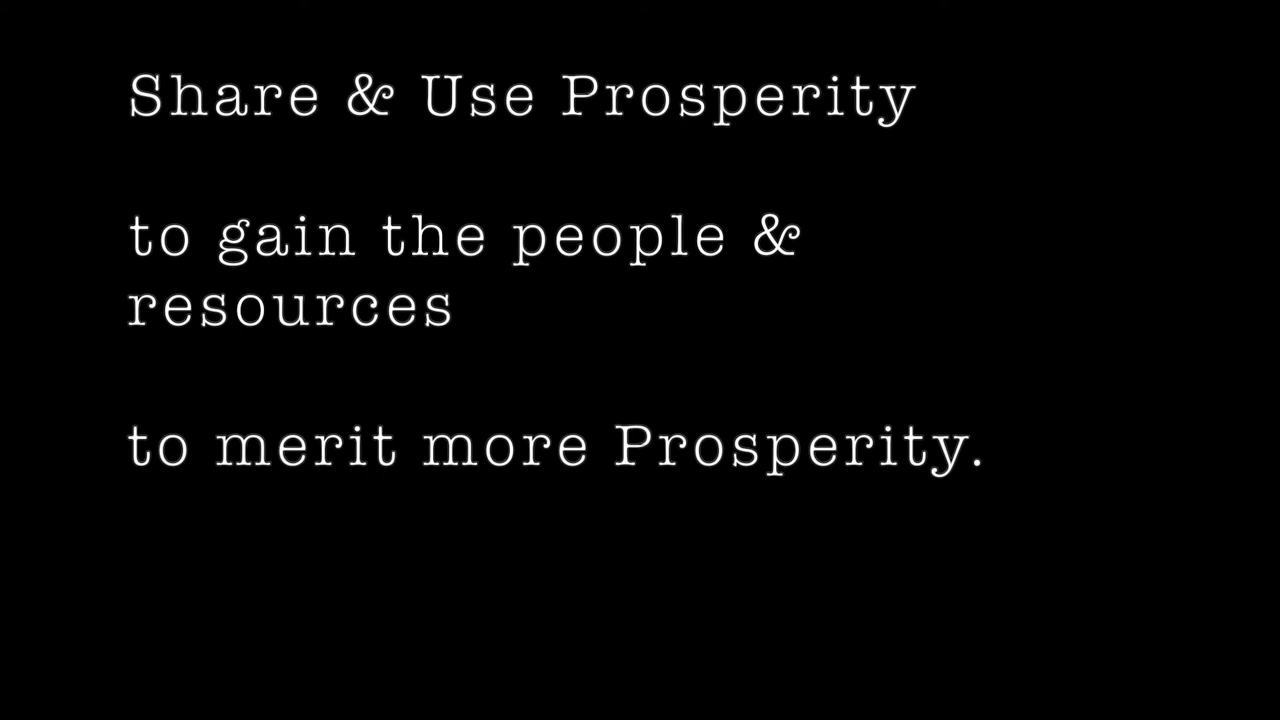 Share & Use Prosperity
to gain the people &
resources
to merit more Prosperity.